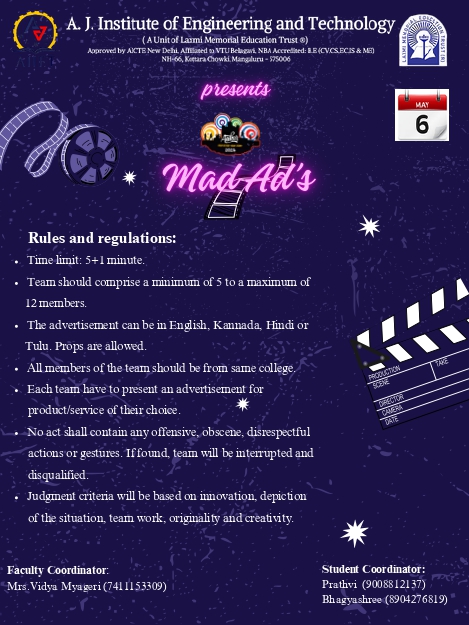 A. J. Institute of Engineering and Technology
( A Unit of Laxmi Memorial Education Trust ®)
Approved by AICTE New Delhi, Affiliated to VTU Belagavi, NBA Accredited: B.E (CV,CS,EC,IS & ME)
NH-66, Kottara Chowki, Mangaluru - 575006
presents
MAY
6
Mad Ad's
Rules and regulations:
• Time limit: 5+1 minute.
• Team should comprise a minimum of 5 to a maximum of
12 members.
• The advertisement can be in English, Kannada, Hindi or
Tulu. Props are allowed.
• All members of the team should be from same college.
• Each team have to present an advertisement for
product/service of their choice.
• No act shall contain any offensive, obscene, disrespectful
actions or gestures. If found, team will be interrupted and
disqualified.
• Judgment criteria will be based on innovation, depiction
of the situation, team work, originality and creativity.
PRODUCTION
SCENE TAKE
DIRECTOR
CAMERA
DATE
Faculty Coordinator:
Mrs.Vidya Myageri (7411153309)
Student Coordinator:
Prathvi (9008812137)
Bhagyashree (8904276819)